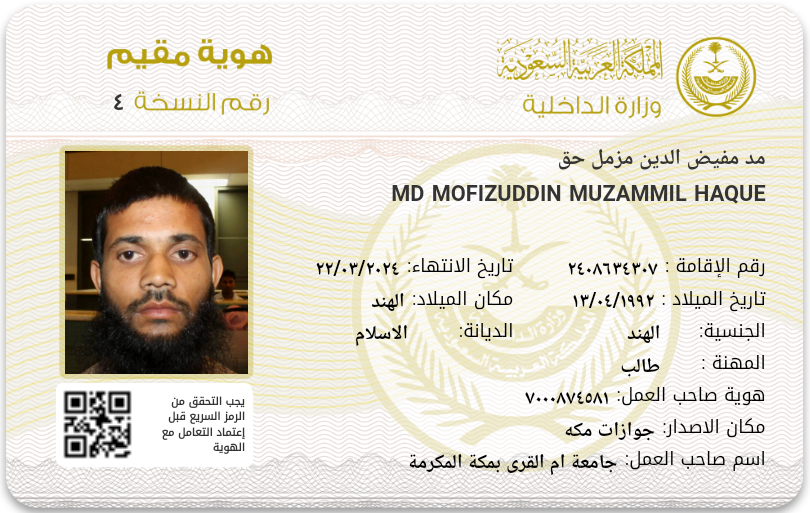 المملكة العربية السعودية
وزارة الداخلية
هوية مقيم
رقم النسخة ٤
مد مفيض الدين مزمل حق
MD MOFIZUDDIN MUZAMMIL HAQUE
رقم الإقامة : ٢٤٠٨٦٣٤٣٠٧ تاريخ الانتهاء: ٢٢/٠٣/٢٠٢٤
تاريخ الميلاد : ١٣/٠٤/١٩٩٢ مكان الميلاد: الهند
الجنسية: الهند الديانة: الاسلام
المهنة : طالب
هوية صاحب العمل: ٧٠٠٠٨٧٤٥٨١
مكان الاصدار: جوازات مكه
اسم صاحب العمل: جامعة ام القرى بمكة المكرمة
يجب التحقق من
الرمز السريع قبل
إعتماد التعامل مع
الهوية